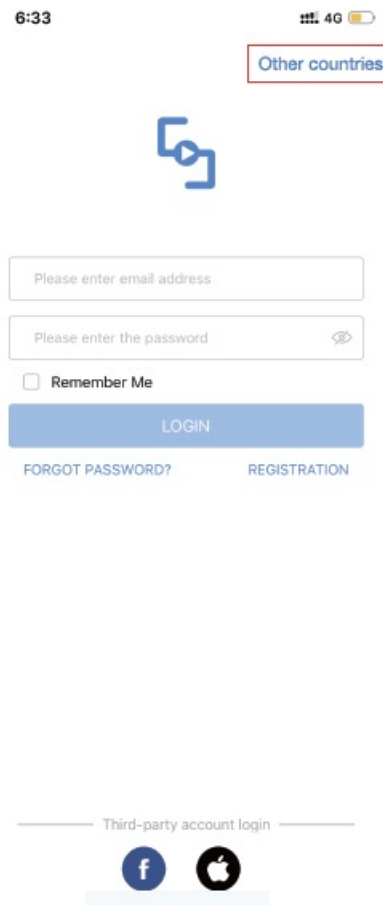 6:33 4G
Other countries
Please enter email address
Please enter the password
Remember Me
LOGIN
FORGOT PASSWORD? REGISTRATION
Third-party account login
f